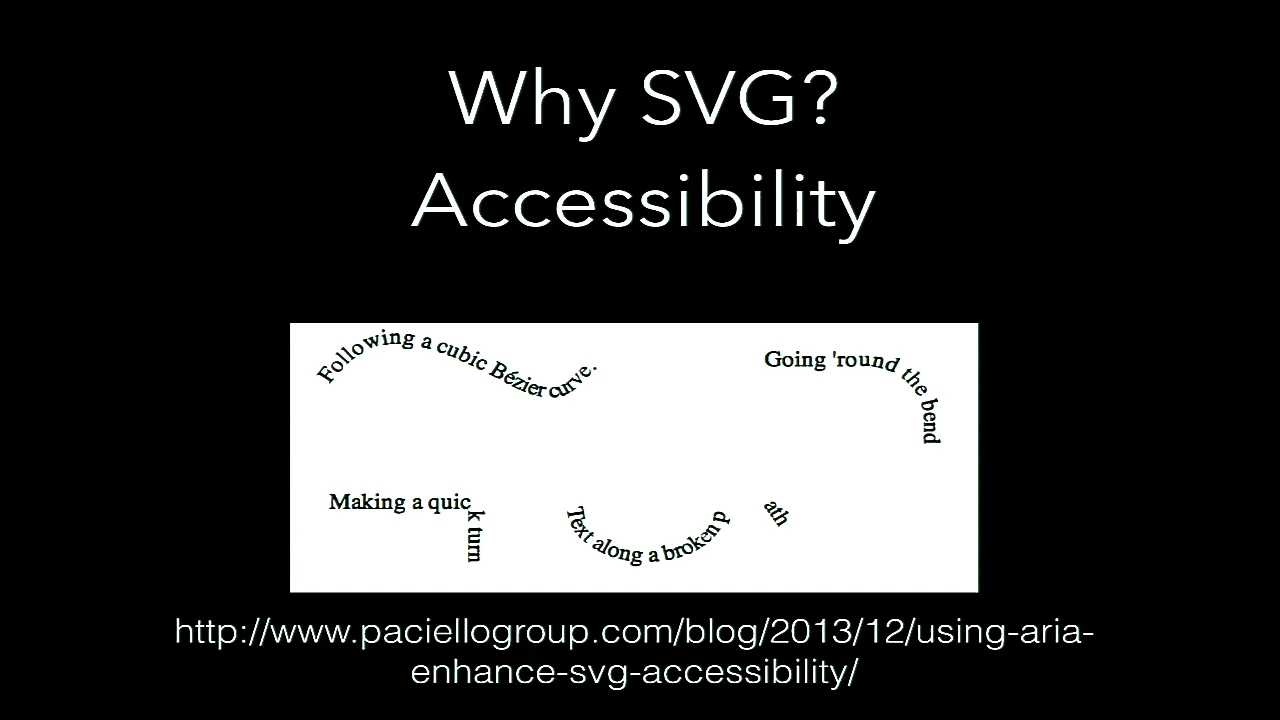 Why SVG?
Accessibility
Following a cubic Bézier curve.
Going 'round the bend
Making a quick turn
Text along a broken path
http://www.paciellogroup.com/blog/2013/12/using-aria-
enhance-svg-accessibility/